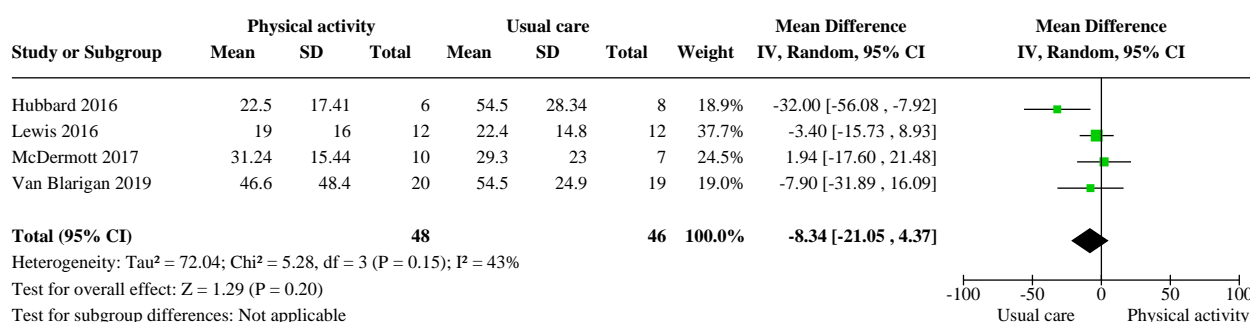 Physical activity Usual care Mean Difference Mean Difference
Study or Subgroup Mean SD Total Mean SD Total Weight IV, Random, 95% CI IV, Random, 95% CI
Hubbard 2016 22.5 17.41 6 54.5 28.34 8 18.9% -32.00 [-56.08 , -7.92]
Lewis 2016 19 16 12 22.4 14.8 12 37.7% -3.40 [-15.73 , 8.93]
McDermott 2017 31.24 15.44 10 29.3 23 7 24.5% 1.94 [-17.60 , 21.48]
Van Blarigan 2019 46.6 48.4 20 54.5 24.9 19 19.0% -7.90 [-31.89 , 16.09]
Total (95% CI) 48 46 100.0% -8.34 [-21.05 , 4.37]
Heterogeneity: Tau² = 72.04; Chi² = 5.28, df = 3 (P = 0.15); I² = 43%
Test for overall effect: Z = 1.29 (P = 0.20)
-100 -50 0 50 100
Test for subgroup differences: Not applicable Usual care Physical activity